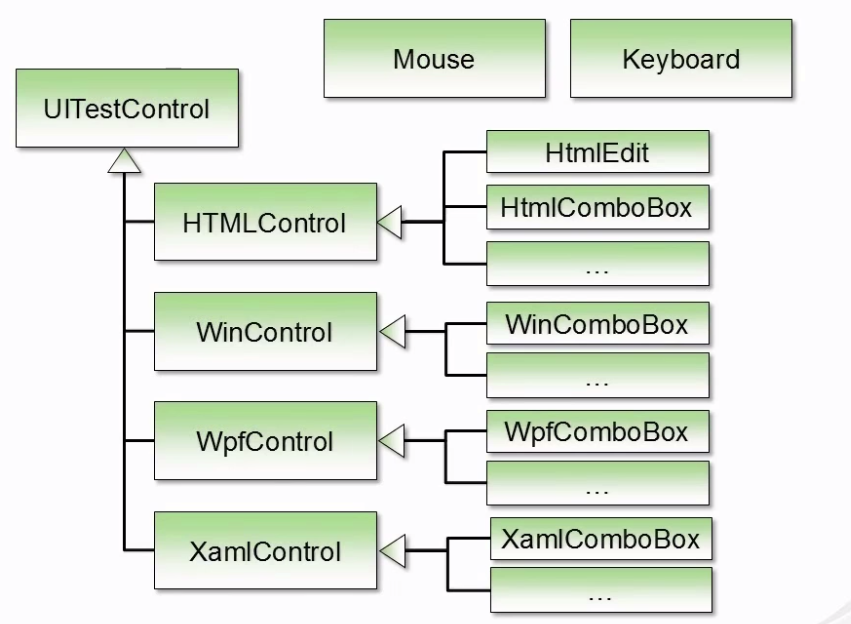 Mouse
Keyboard
UITestControl
HtmlEdit
HTMLControl
HtmlComboBox
...
WinControl
WinComboBox
...
WpfControl
WpfComboBox
...
XamlControl
XamlComboBox
...